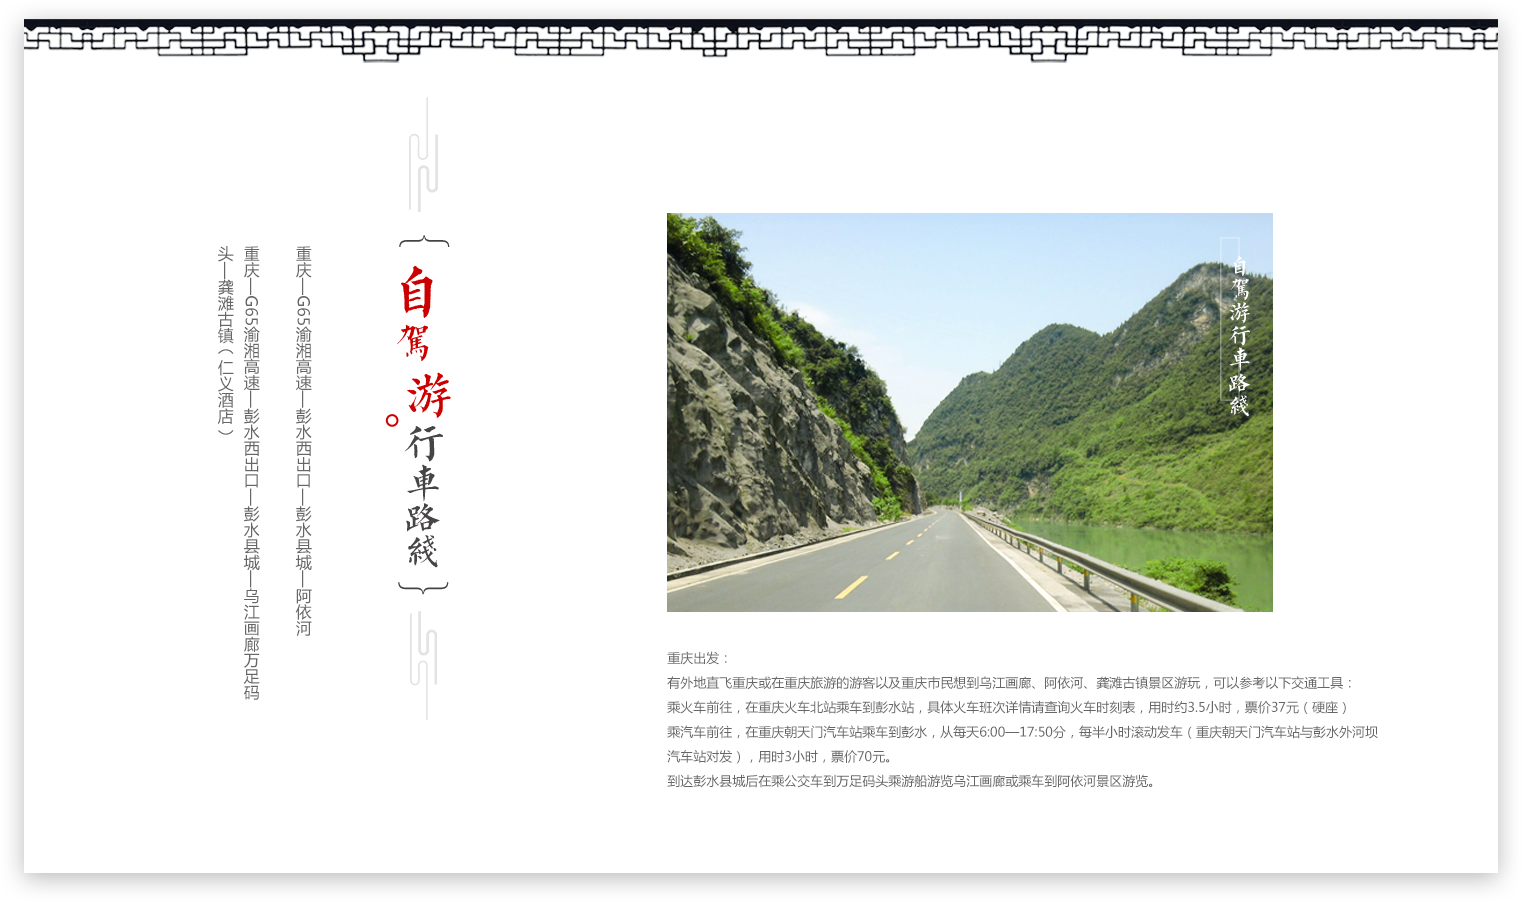 自駕游行車路綫
重庆—G65渝湘高速—彭水西出口—彭水县城—阿依河
重庆—G65渝湘高速—彭水西出口—彭水县城—乌江画廊万足码
头—龚滩古镇（仁义酒店）
自駕游行車路綫
重庆出发：
有外地直飞重庆或在重庆旅游的游客以及重庆市民想到乌江画廊、阿依河、龚滩古镇景区游玩，可以参考以下交通工具：
乘火车前往，在重庆火车北站乘车到彭水站，具体火车班次详情请查询火车时刻表，用时约3.5小时，票价37元（硬座）
乘汽车前往，在重庆朝天门汽车站乘车到彭水，从每天6:00—17:50分，每半小时滚动发车（重庆朝天门汽车站与彭水外河坝
汽车站对发），用时3小时，票价70元。
到达彭水县城后在乘公交车到万足码头乘游船游览乌江画廊或乘车到阿依河景区游览。